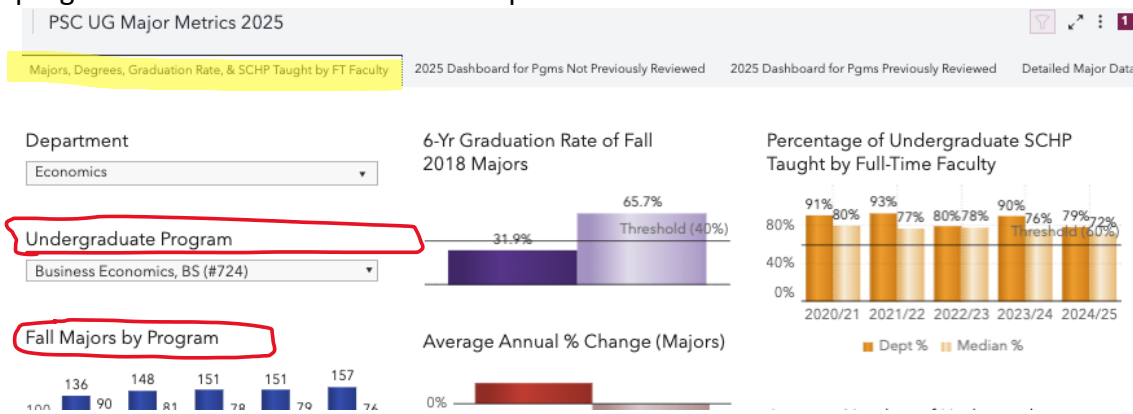 PSC UG Major Metrics 2025
1
Majors, Degrees, Graduation Rate, & SCHP Taught by FT Faculty
2025 Dashboard for Pgms Not Previously Reviewed
2025 Dashboard for Pgms Previously Reviewed
Detailed Major Data
Department
Economics
Undergraduate Program
Business Economics, BS (#724)
Fall Majors by Program
136 148 151 151 157
100 90 81 78 79 76
6-Yr Graduation Rate of Fall
2018 Majors
65.7%
31.9%
Threshold (40%)
Average Annual % Change (Majors)
0%
Percentage of Undergraduate SCHP
Taught by Full-Time Faculty
91% 80% 93% 77% 80% 78% 90% 76% 79% 72%
Threshold (60%)
80%
40%
0%
2020/21 2021/22 2022/23 2023/24 2024/25
Dept % Median %